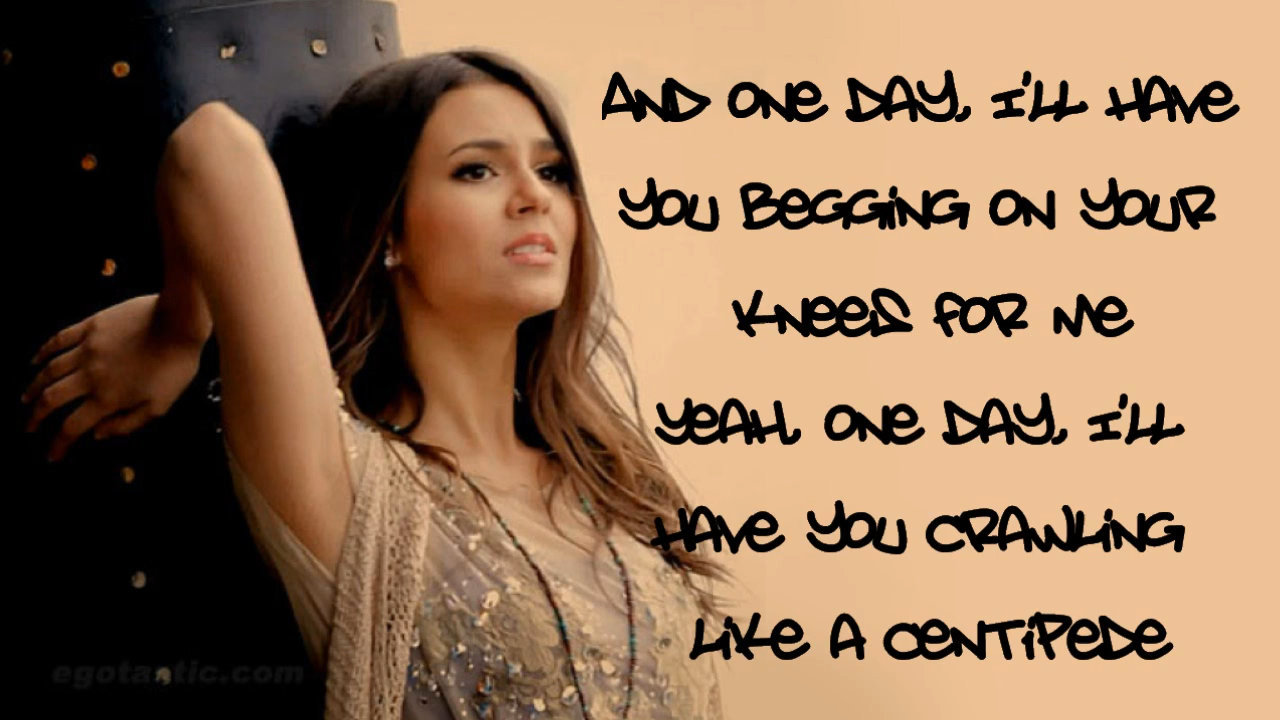 AND ONE DAY, I'LL HAVE
YOU BEGGiNG ON YOUR
KNEES FOR ME
YEAH, ONE DAY, I'LL
HAVE YOU CRAWLiNG
LiKE A CENTiPEDE
egotastic.com